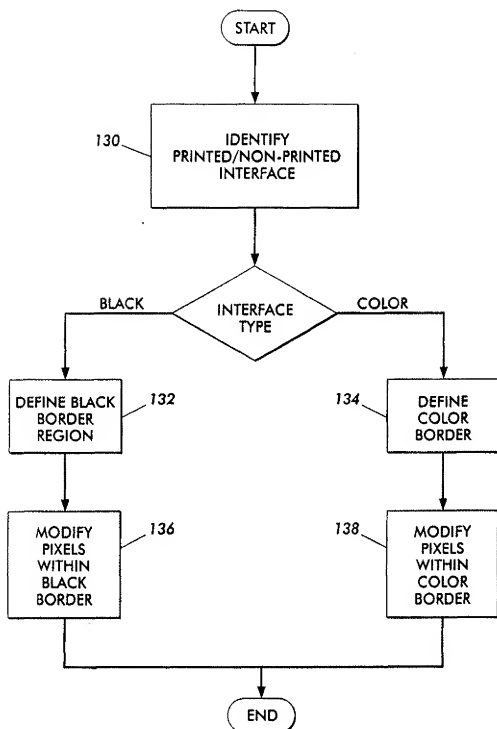 START
130
IDENTIFY
PRINTED/NON-PRINTED
INTERFACE
BLACK
INTERFACE
TYPE
COLOR
DEFINE BLACK
BORDER
REGION
132
134
DEFINE
COLOR
BORDER
MODIFY
PIXELS
WITHIN
BLACK
BORDER
136
138
MODIFY
PIXELS
WITHIN
COLOR
BORDER
END